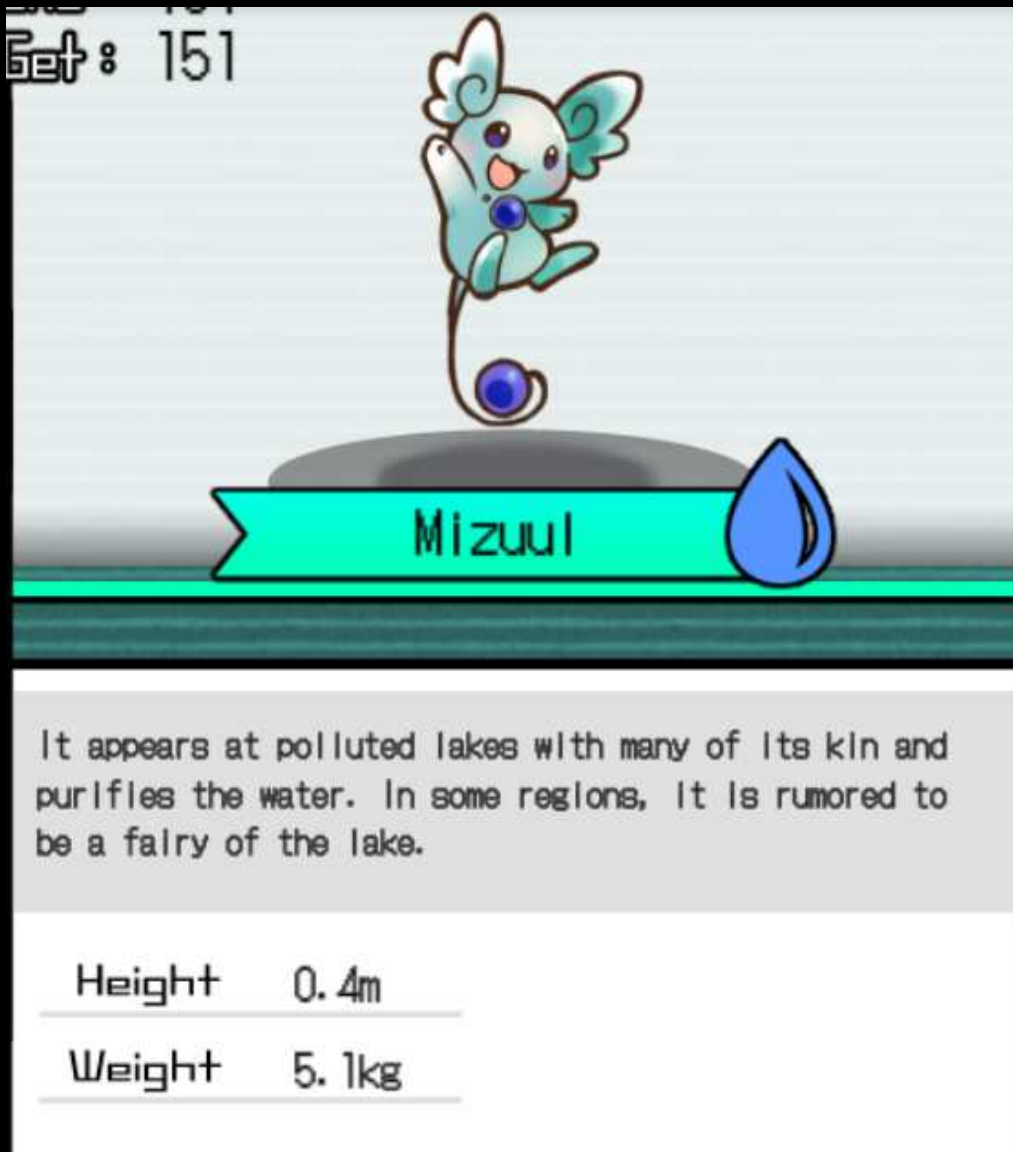 Get: 151
Mizuul
It appears at polluted lakes with many of its kin and
purifies the water. In some regions, it is rumored to
be a fairy of the lake.
Height 0.4m
Weight 5.1kg